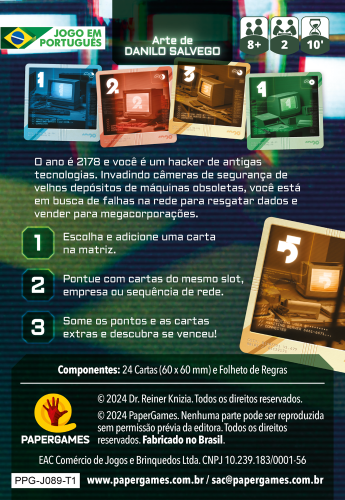 JOGO EM
PORTUGUÊS
Arte de
DANILO SALVEGO
8+
2
10'
1
2
3
4
O ano é 2178 e você é um hacker de antigas
tecnologias. Invadindo câmeras de segurança de
velhos depósitos de máquinas obsoletas, você está
em busca de falhas na rede para resgatar dados e
vender para megacorporações.
1
Escolha e adicione uma carta
na matriz.
2
Pontue com cartas do mesmo slot,
empresa ou sequência de rede.
3
Some os pontos e as cartas
extras e descubra se venceu!
5
Componentes: 24 Cartas (60 x 60 mm) e Folheto de Regras
PAPERGAMES
© 2024 Dr. Reiner Knizia. Todos os direitos reservados.
© 2024 PaperGames. Nenhuma parte pode ser reproduzida
sem permissão prévia da editora. Todos os direitos
reservados. Fabricado no Brasil.
EAC Comércio de Jogos e Brinquedos Ltda. CNPJ 10.239.183/0001-56
PPG-J089-T1
www.papergames.com.br / sac@papergames.com.br